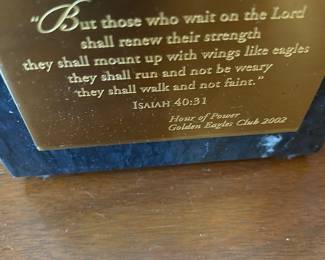 "But those who wait on the Lord
shall renew their strength
they shall mount up with wings like eagles
they shall run and not be weary
they shall walk and not faint."
Isaiah 40:31
Hour of Power
Golden Eagles Club 2002